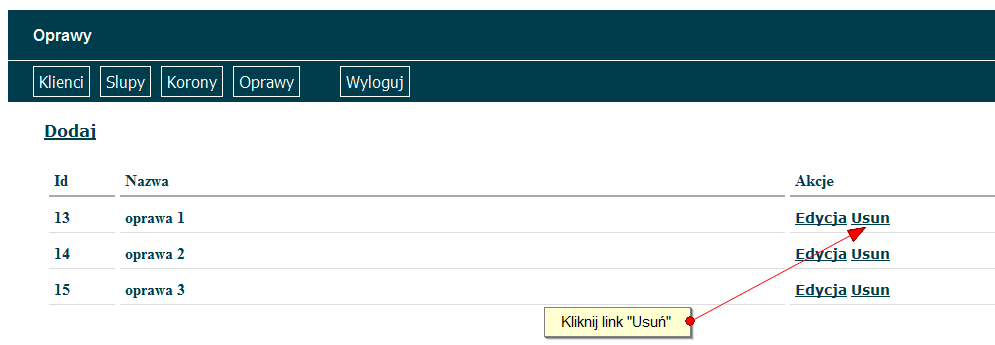 Oprawy
Klienci Slupy Korony Oprawy Wyloguj
Dodaj
Id Nazwa Akcje
13 oprawa 1 Edycja Usun
14 oprawa 2 Edycja Usun
15 oprawa 3 Edycja Usun
Kliknij link "Usuń"